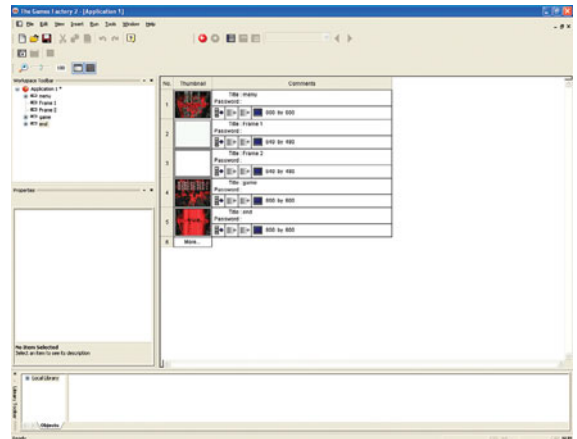 The Games Factory 2 - [Application 1]
File Edit View Insert Run Tools Window Help
Workspace Toolbar
Application 1 *
menu
Frame 1
Frame 2
game
end
Properties
No Item Selected
Select an item to see its description
No. Thumbnail Comments
1
Title : menu
Password :
800 by 600
2
Title : Frame 1
Password :
640 by 480
3
Title : Frame 2
Password :
640 by 480
4
Title : game
Password :
800 by 600
5
Title : end
Password :
800 by 600
6 More...
Library Toolbar
Local Library
Objects
Ready